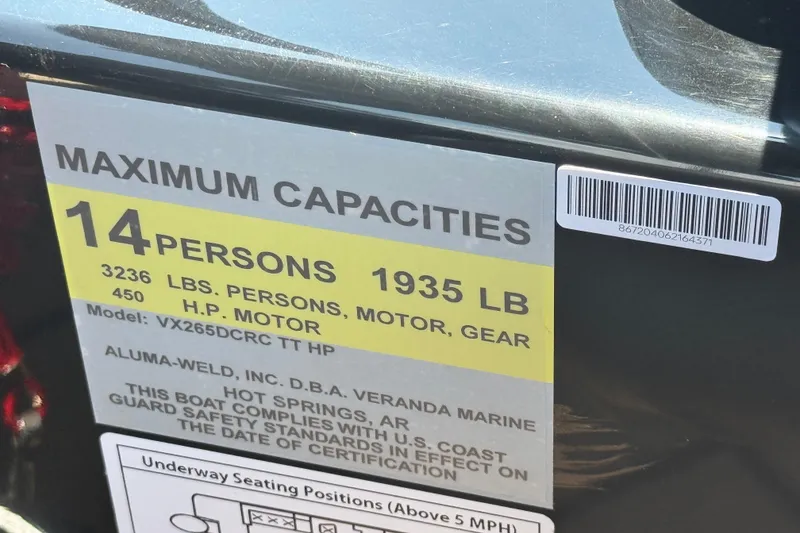 MAXIMUM CAPACITIES
14 PERSONS 1935 LB
3236 LBS. PERSONS, MOTOR, GEAR
450 H.P. MOTOR
Model: VX265DCRC TT HP
ALUMA-WELD, INC. D.B.A. VERANDA MARINE
HOT SPRINGS, AR
THIS BOAT COMPLIES WITH U.S. COAST
GUARD SAFETY STANDARDS IN EFFECT ON
THE DATE OF CERTIFICATION
867204062164371
Underway Seating Positions (Above 5 MPH)